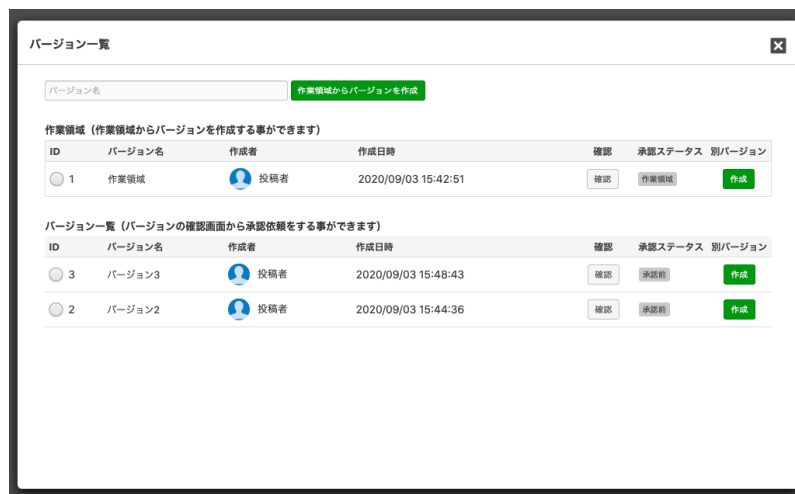 バージョン一覧
バージョン名 作業領域からバージョンを作成
作業領域（作業領域からバージョンを作成する事ができます）
ID バージョン名 作成者 作成日時 確認 承認ステータス 別バージョン
1 作業領域 投稿者 2020/09/03 15:42:51 確認 作業領域 作成
バージョン一覧（バージョンの確認画面から承認依頼をする事ができます）
ID バージョン名 作成者 作成日時 確認 承認ステータス 別バージョン
3 バージョン3 投稿者 2020/09/03 15:48:43 確認 承認前 作成
2 バージョン2 投稿者 2020/09/03 15:44:36 確認 承認前 作成